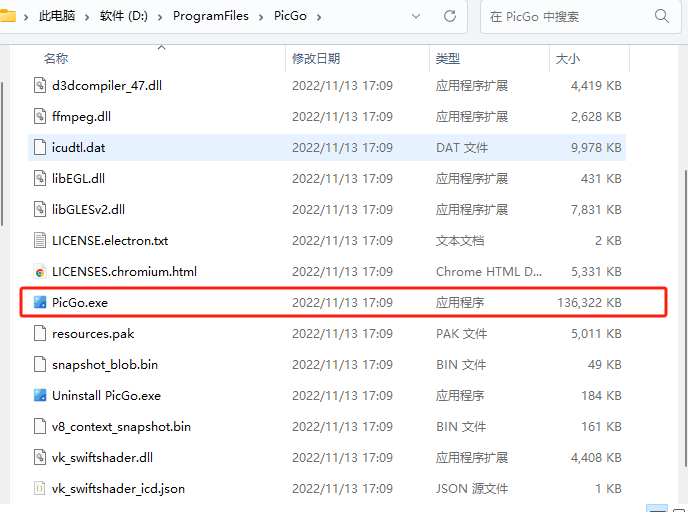 此电脑 > 软件 (D:) > ProgramFiles > PicGo >
在 PicGo 中搜索
名称 修改日期 类型 大小
d3dcompiler_47.dll 2022/11/13 17:09 应用程序扩展 4,419 KB
ffmpeg.dll 2022/11/13 17:09 应用程序扩展 2,628 KB
icudtl.dat 2022/11/13 17:09 DAT 文件 9,978 KB
libEGL.dll 2022/11/13 17:09 应用程序扩展 431 KB
libGLESv2.dll 2022/11/13 17:09 应用程序扩展 7,831 KB
LICENSE.electron.txt 2022/11/13 17:09 文本文档 2 KB
LICENSES.chromium.html 2022/11/13 17:09 Chrome HTML D... 5,331 KB
PicGo.exe 2022/11/13 17:09 应用程序 136,322 KB
resources.pak 2022/11/13 17:09 PAK 文件 5,011 KB
snapshot_blob.bin 2022/11/13 17:09 BIN 文件 49 KB
Uninstall PicGo.exe 2022/11/13 17:09 应用程序 184 KB
v8_context_snapshot.bin 2022/11/13 17:09 BIN 文件 161 KB
vk_swiftshader.dll 2022/11/13 17:09 应用程序扩展 4,408 KB
vk_swiftshader_icd.json 2022/11/13 17:09 JSON 源文件 1 KB